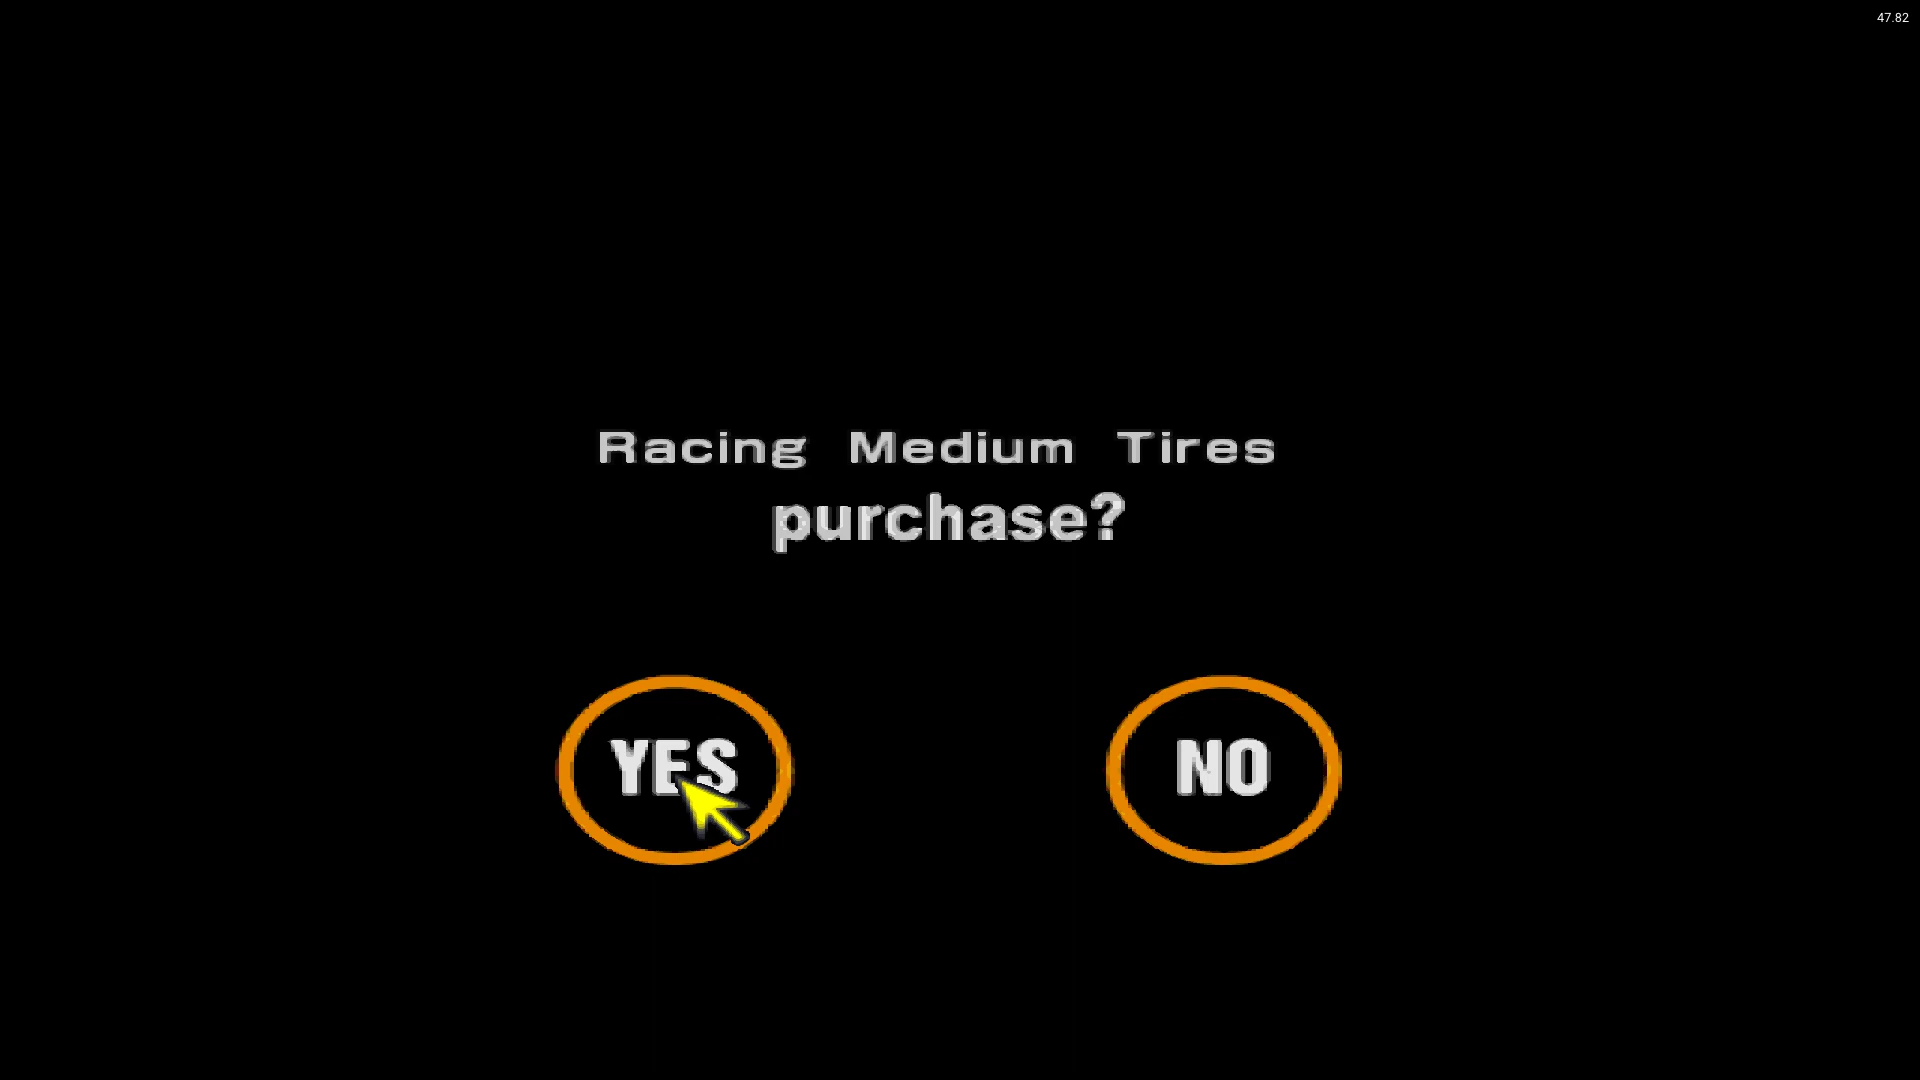 47.82
Racing Medium Tires
purchase?
YES NO